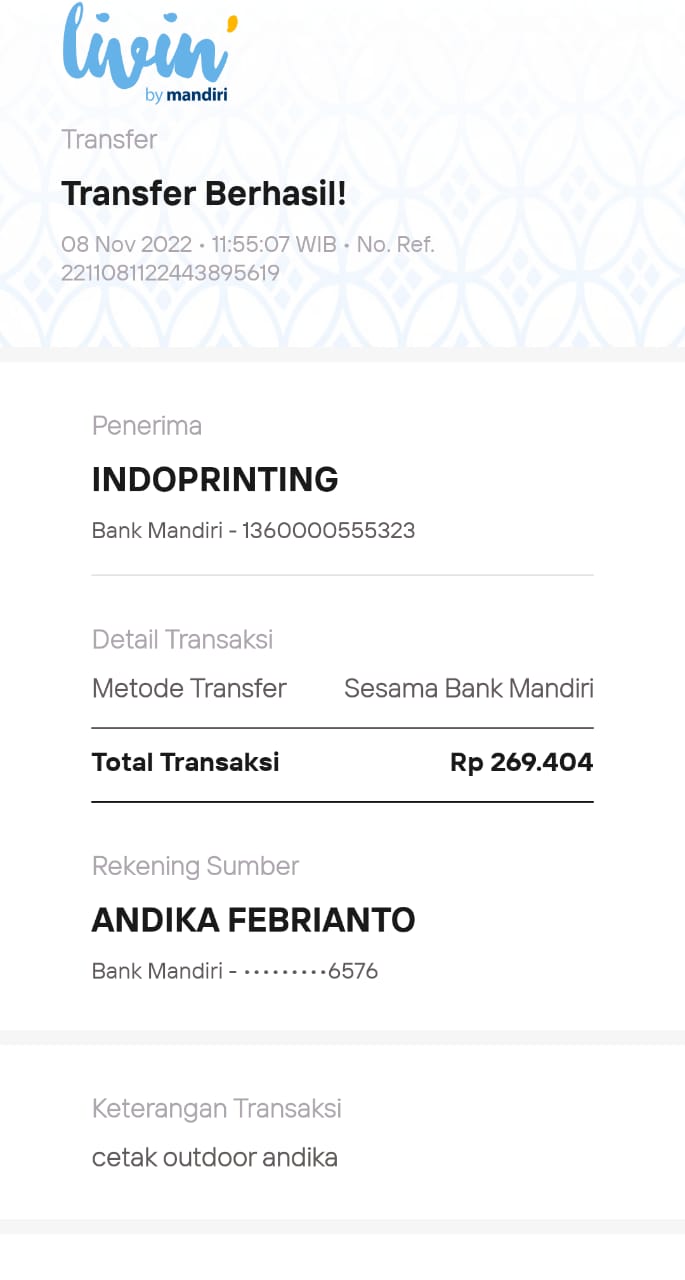 livin'
by mandiri
Transfer
Transfer Berhasil!
08 Nov 2022 • 11:55:07 WIB • No. Ref.
2211081122443895619
Penerima
INDOPRINTING
Bank Mandiri - 1360000555323
Detail Transaksi
Metode Transfer Sesama Bank Mandiri
Total Transaksi Rp 269.404
Rekening Sumber
ANDIKA FEBRIANTO
Bank Mandiri - •••••••••6576
Keterangan Transaksi
cetak outdoor andika